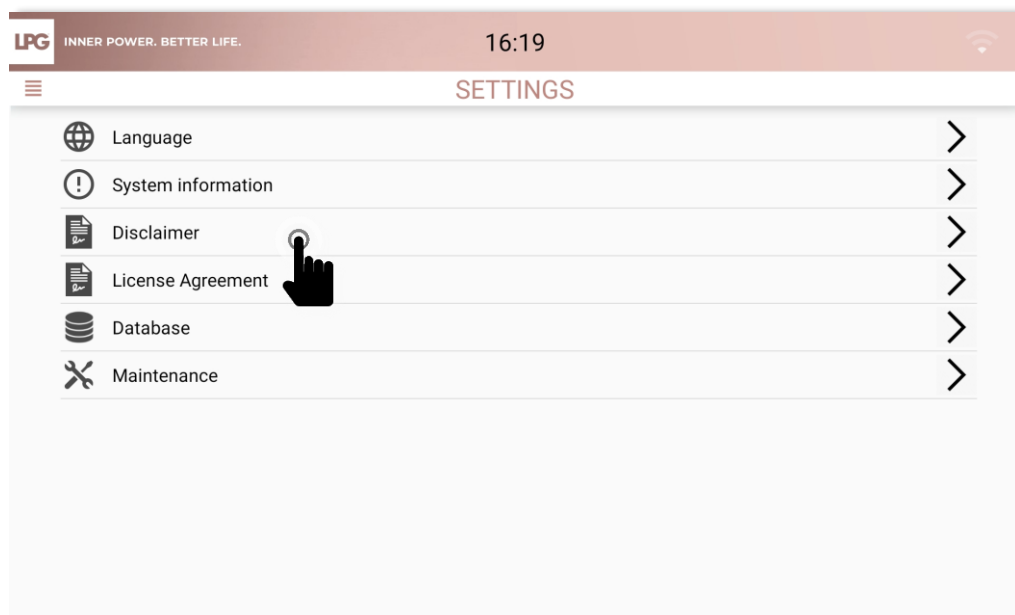 LPG INNER POWER. BETTER LIFE. 16:19
SETTINGS
Language
System information
Disclaimer
License Agreement
Database
Maintenance